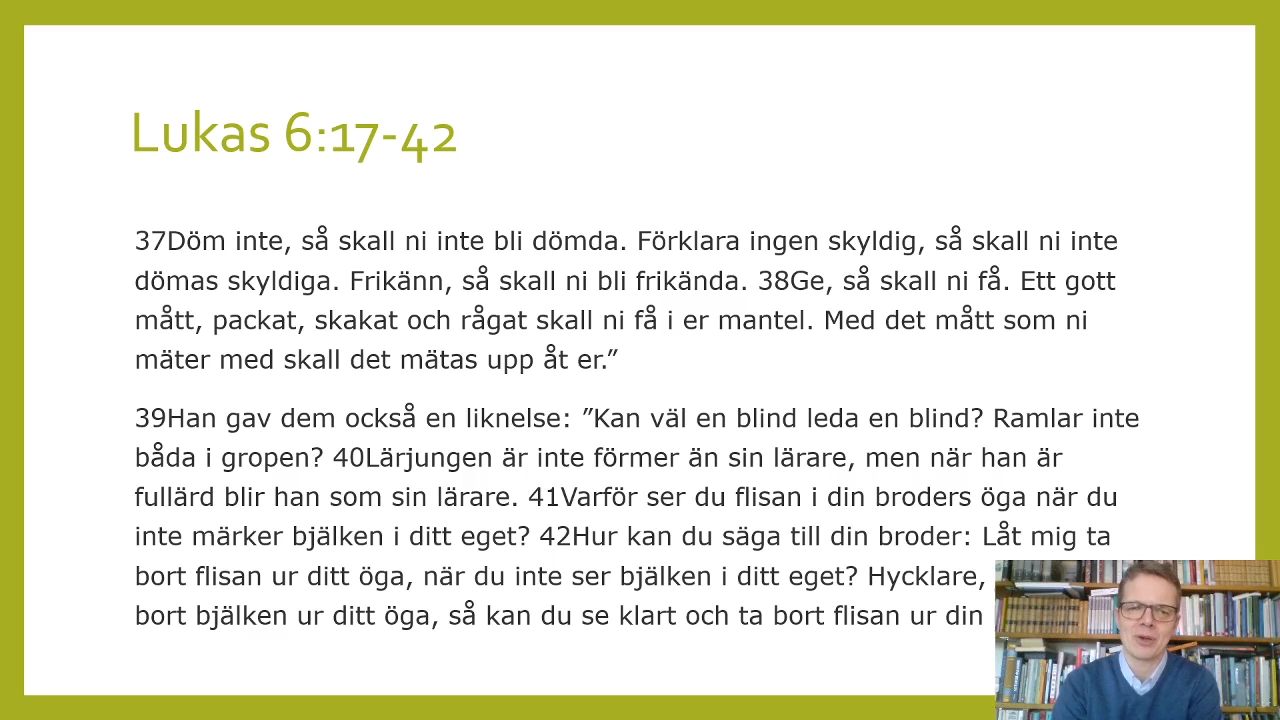 Lukas 6:17-42
37Döm inte, så skall ni inte bli dömda. Förklara ingen skyldig, så skall ni inte
dömas skyldiga. Frikänn, så skall ni bli frikända. 38Ge, så skall ni få. Ett gott
mått, packat, skakat och rågat skall ni få i er mantel. Med det mått som ni
mäter med skall det mätas upp åt er.”
39Han gav dem också en liknelse: ”Kan väl en blind leda en blind? Ramlar inte
båda i gropen? 40Lärjungen är inte förmer än sin lärare, men när han är
fullärd blir han som sin lärare. 41Varför ser du flisan i din broders öga när du
inte märker bjälken i ditt eget? 42Hur kan du säga till din broder: Låt mig ta
bort flisan ur ditt öga, när du inte ser bjälken i ditt eget? Hycklare,
bort bjälken ur ditt öga, så kan du se klart och ta bort flisan ur din